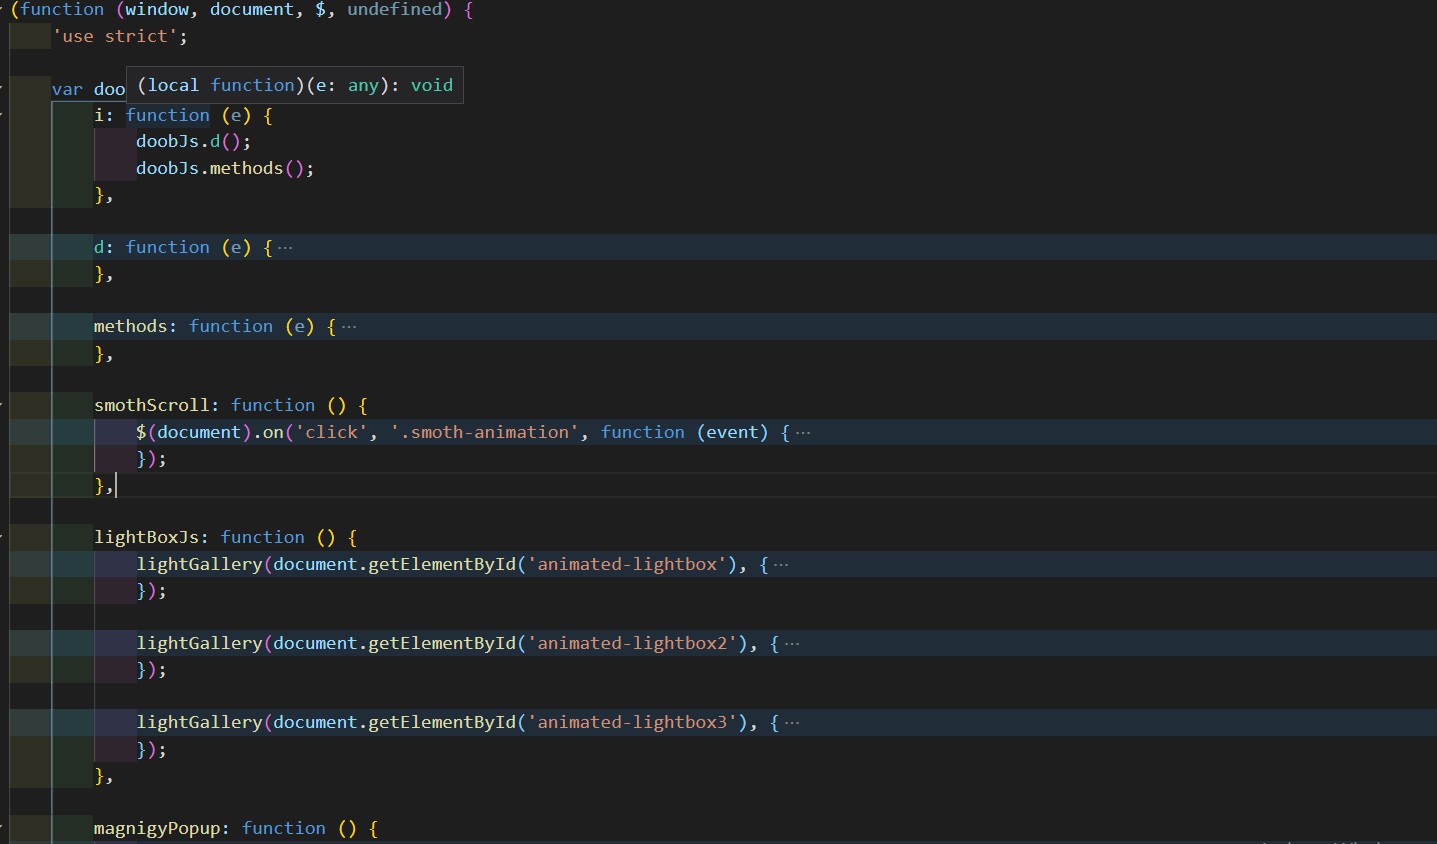 (function (window, document, $, undefined) {
'use strict';
var doo
(local function)(e: any): void
i: function (e) {
doobJs.d();
doobJs.methods();
},
d: function (e) {···
},
methods: function (e) {···
},
smothScroll: function () {
$(document).on('click', '.smoth-animation', function (event) {···
});
},
lightBoxJs: function () {
lightGallery(document.getElementById('animated-lightbox'), {···
});
lightGallery(document.getElementById('animated-lightbox2'), {···
});
lightGallery(document.getElementById('animated-lightbox3'), {···
});
},
magnigyPopup: function () {